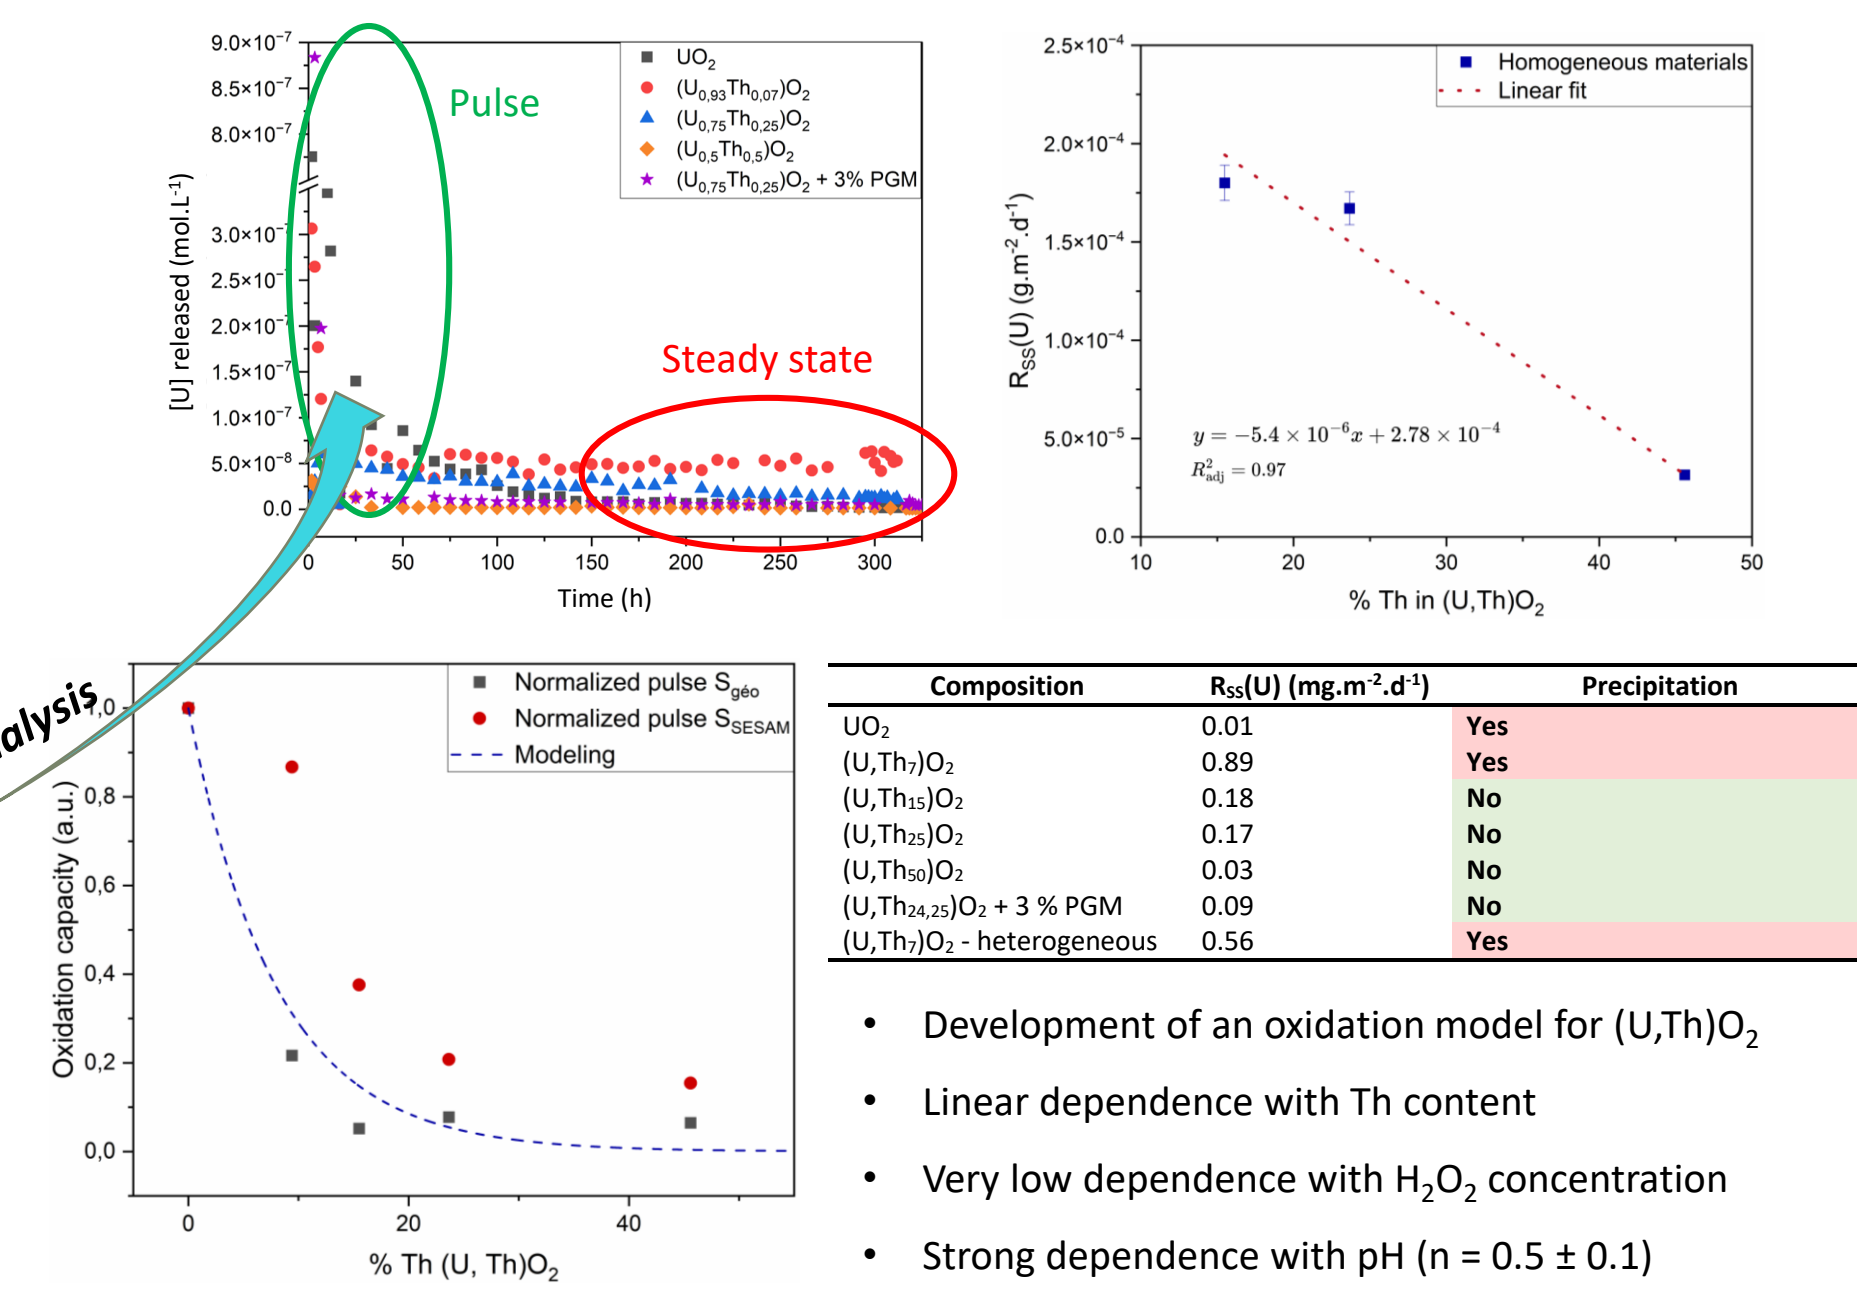 9.0×10⁻⁷
8.5×10⁻⁷
8.0×10⁻⁷
3.0×10⁻⁷
2.5×10⁻⁷
2.0×10⁻⁷
1.5×10⁻⁷
1.0×10⁻⁷
5.0×10⁻⁸
0.0
[U] released (mol.L⁻¹)
Pulse
UO₂
(U₀,₉₃Th₀,₀₇)O₂
(U₀,₇₅Th₀,₂₅)O₂
(U₀,₅Th₀,₅)O₂
(U₀,₇₅Th₀,₂₅)O₂ + 3% PGM
Steady state
0 50 100 150 200 250 300
Time (h)
2.5×10⁻⁴
2.0×10⁻⁴
1.5×10⁻⁴
1.0×10⁻⁴
5.0×10⁻⁵
0.0
R_SS(U) (g.m⁻².d⁻¹)
Homogeneous materials
Linear fit
y = −5.4 × 10⁻⁶x + 2.78 × 10⁻⁴
R²_adj = 0.97
10 20 30 40 50
% Th in (U,Th)O₂
alysis
1,0
0,8
0,6
0,4
0,2
0,0
Oxidation capacity (a.u.)
Normalized pulse S_géo
Normalized pulse S_SESAM
Modeling
0 20 40
% Th (U, Th)O₂
Composition R_SS(U) (mg.m⁻².d⁻¹) Precipitation
UO₂ 0.01 Yes
(U,Th₇)O₂ 0.89 Yes
(U,Th₁₅)O₂ 0.18 No
(U,Th₂₅)O₂ 0.17 No
(U,Th₅₀)O₂ 0.03 No
(U,Th₂₄,₂₅)O₂ + 3 % PGM 0.09 No
(U,Th₇)O₂ - heterogeneous 0.56 Yes
• Development of an oxidation model for (U,Th)O₂
• Linear dependence with Th content
• Very low dependence with H₂O₂ concentration
• Strong dependence with pH (n = 0.5 ± 0.1)